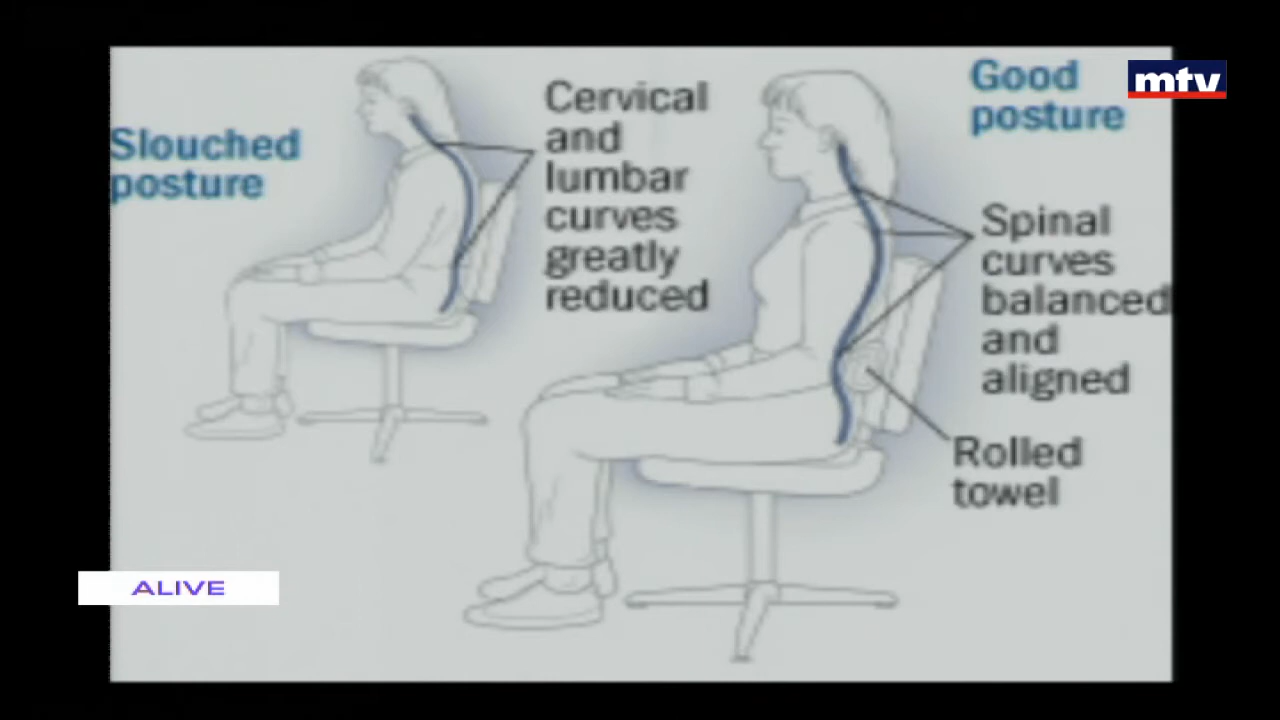 Slouched
posture
Cervical
and
lumbar
curves
greatly
reduced
Good
posture
mtv
Spinal
curves
balanced
and
aligned
Rolled
towel
ALIVE